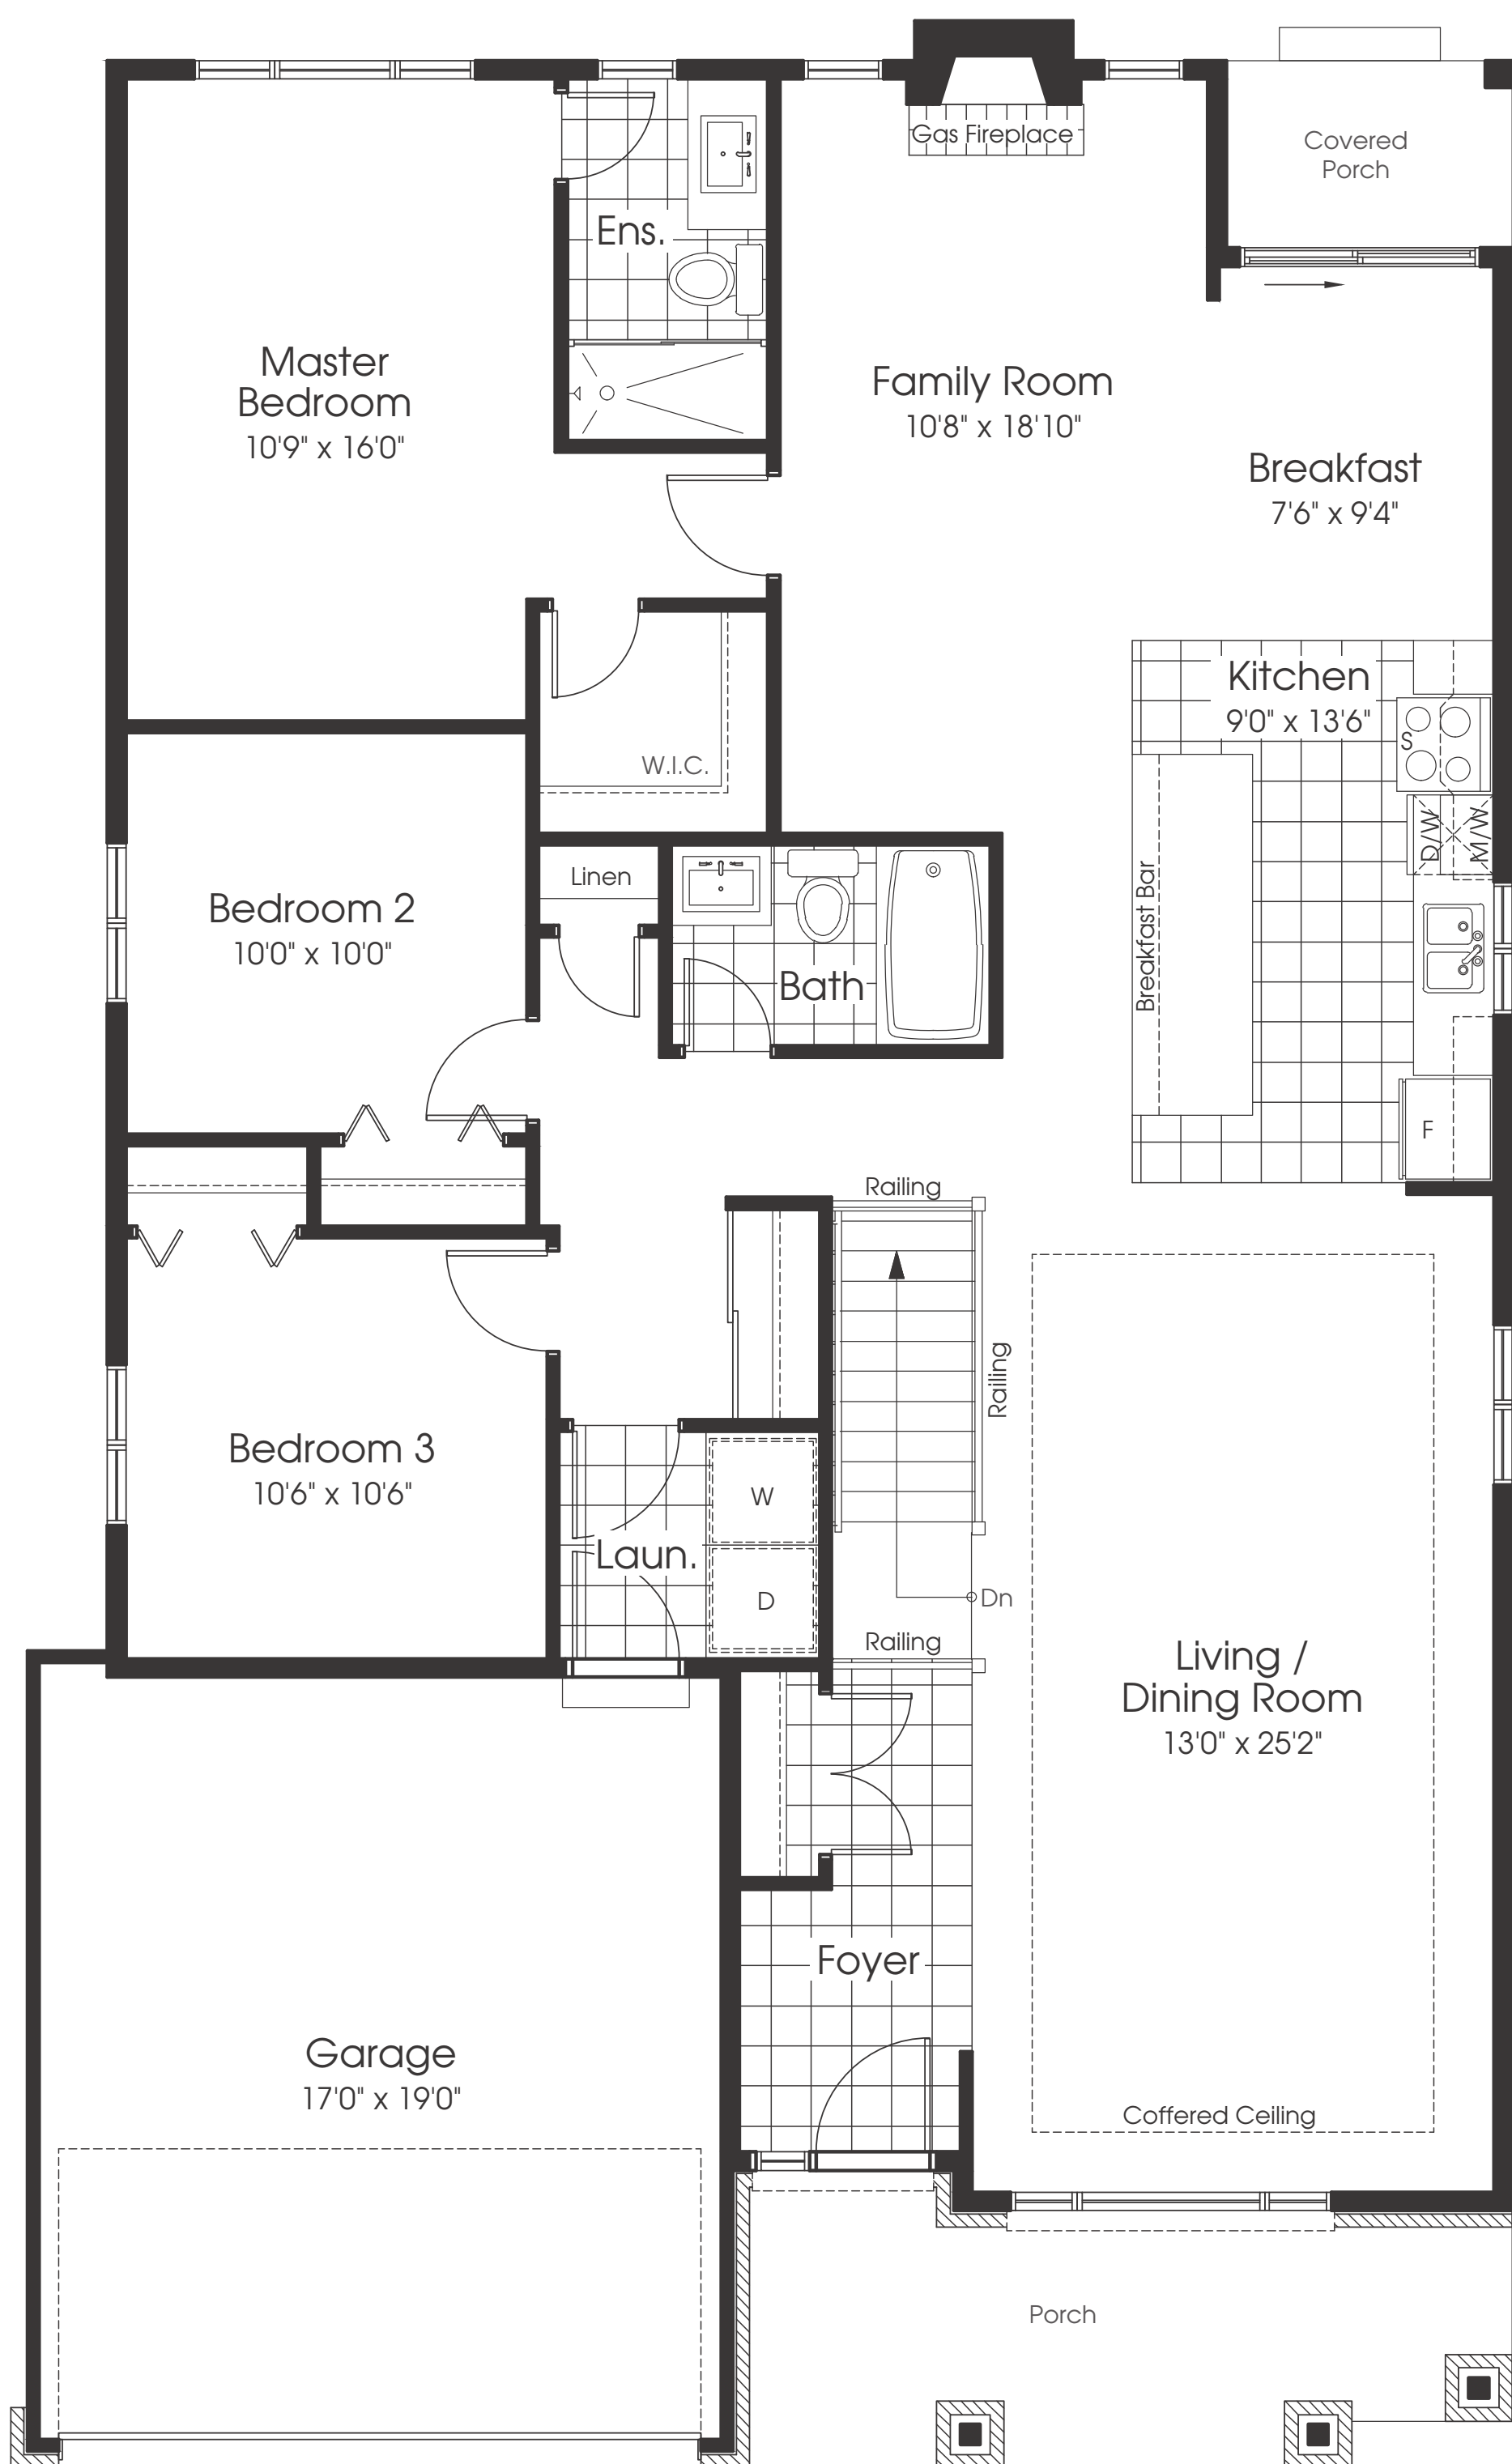 Gas Fireplace
Covered
Porch
Ens.
Master
Bedroom
10'9" x 16'0"
Family Room
10'8" x 18'10"
Breakfast
7'6" x 9'4"
Kitchen
9'0" x 13'6"
S
W.I.C.
D/W
M/W
Linen
Bedroom 2
10'0" x 10'0"
Breakfast Bar
Bath
F
Railing
Railing
Bedroom 3
10'6" x 10'6"
W
Laun.
D
Dn
Railing
Living /
Dining Room
13'0" x 25'2"
Foyer
Garage
17'0" x 19'0"
Coffered Ceiling
Porch